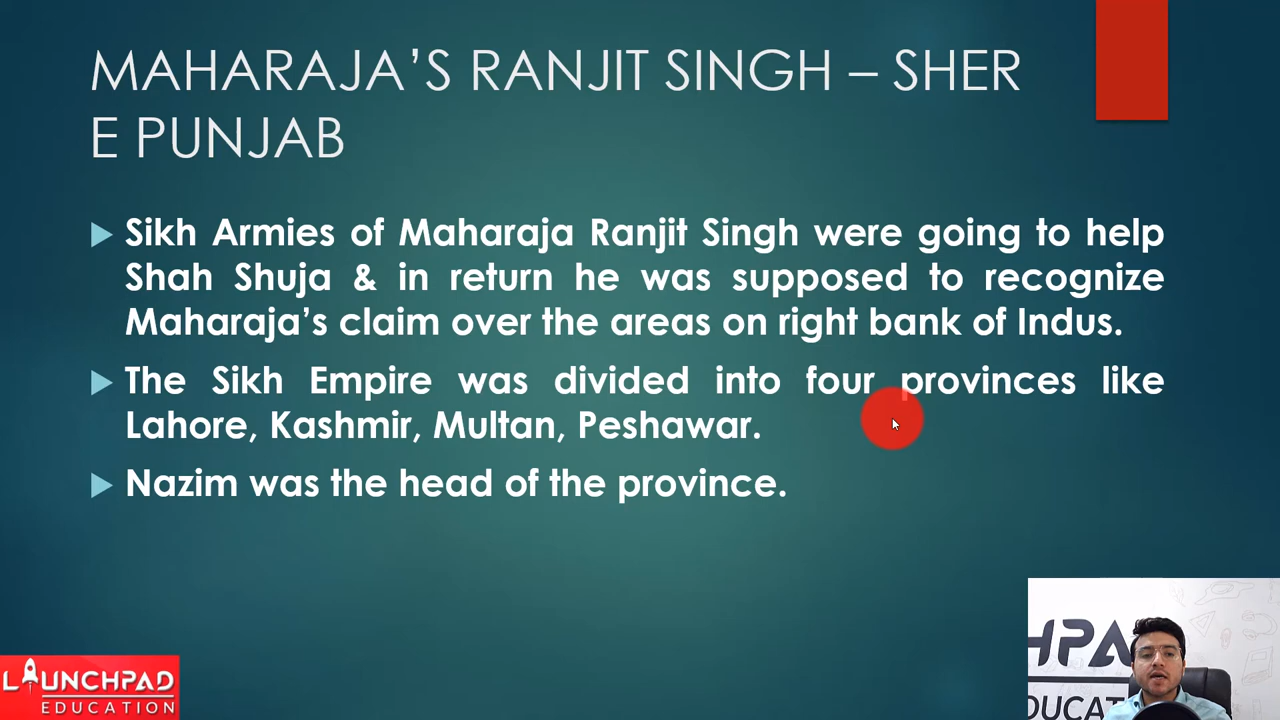 MAHARAJA’S RANJIT SINGH – SHER
E PUNJAB
Sikh Armies of Maharaja Ranjit Singh were going to help
Shah Shuja & in return he was supposed to recognize
Maharaja’s claim over the areas on right bank of Indus.
The Sikh Empire was divided into four provinces like
Lahore, Kashmir, Multan, Peshawar.
Nazim was the head of the province.
HPA
LAUNCHPAD
EDUCATION
EDUCAT